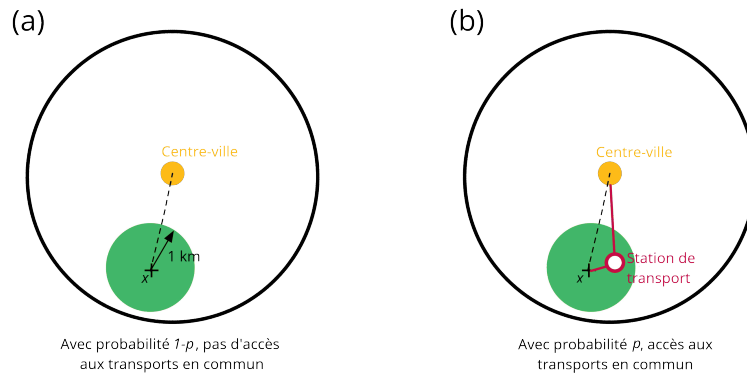 (a)
Centre-ville
1 km
x
Avec probabilité 1-p, pas d'accès
aux transports en commun
(b)
Centre-ville
x
Station de
transport
Avec probabilité p, accès aux
transports en commun